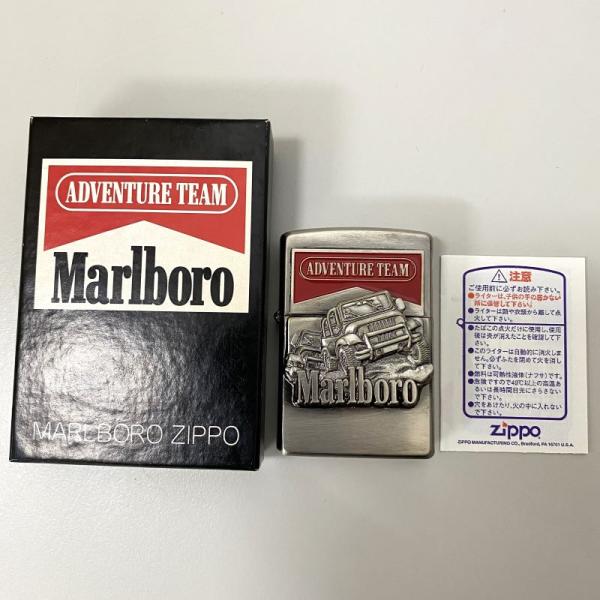 ADVENTURE TEAM
Marlboro
MARLBORO ZIPPO
ADVENTURE TEAM
Marlboro
注意
ご使用前に必ずお読み下さい。
●ライターは、子供の手の届かない
所に保管して下さい。
●ライターは顔や衣類から離して点
火して下さい。
●たばこの点火だけに使用し、使用
後は炎が消えたことを確認して下
さい。
●このライターは自動的に消火しま
せん。必ずふたを閉めて火を消し
て下さい。
●燃料は可燃性液体(ナフサ)です。
●危険ですので49℃以上の高温ある
いは長時間日光にさらさない
で下さい。
●穴をあけたり、火の中に入れない
で下さい。
Zippo
ZIPPO MANUFACTURING CO., Bradford, PA 16701 U.S.A.